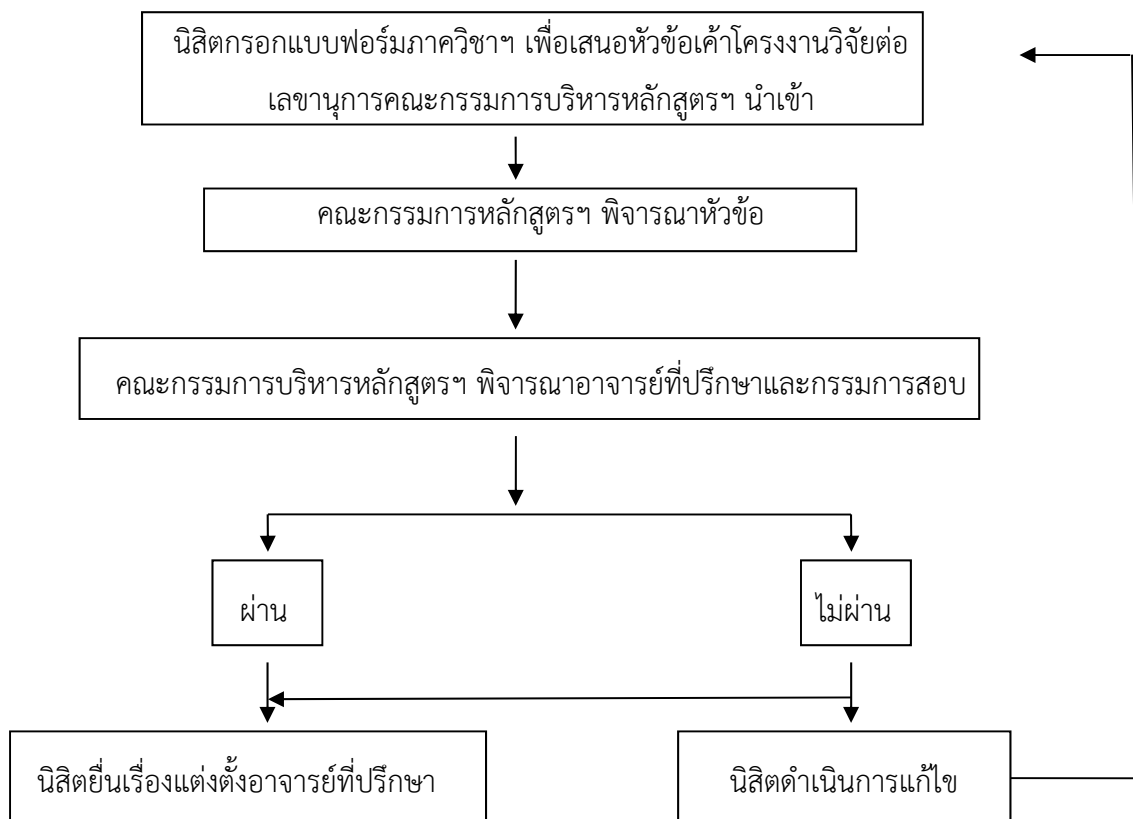 นิสิตกรอกแบบฟอร์มภาควิชาฯ เพื่อเสนอหัวข้อเค้าโครงงานวิจัยต่อ
เลขานุการคณะกรรมการบริหารหลักสูตรฯ นำเข้า
คณะกรรมการหลักสูตรฯ พิจารณาหัวข้อ
คณะกรรมการบริหารหลักสูตรฯ พิจารณาอาจารย์ที่ปรึกษาและกรรมการสอบ
ผ่าน
ไม่ผ่าน
นิสิตยื่นเรื่องแต่งตั้งอาจารย์ที่ปรึกษา
นิสิตดำเนินการแก้ไข